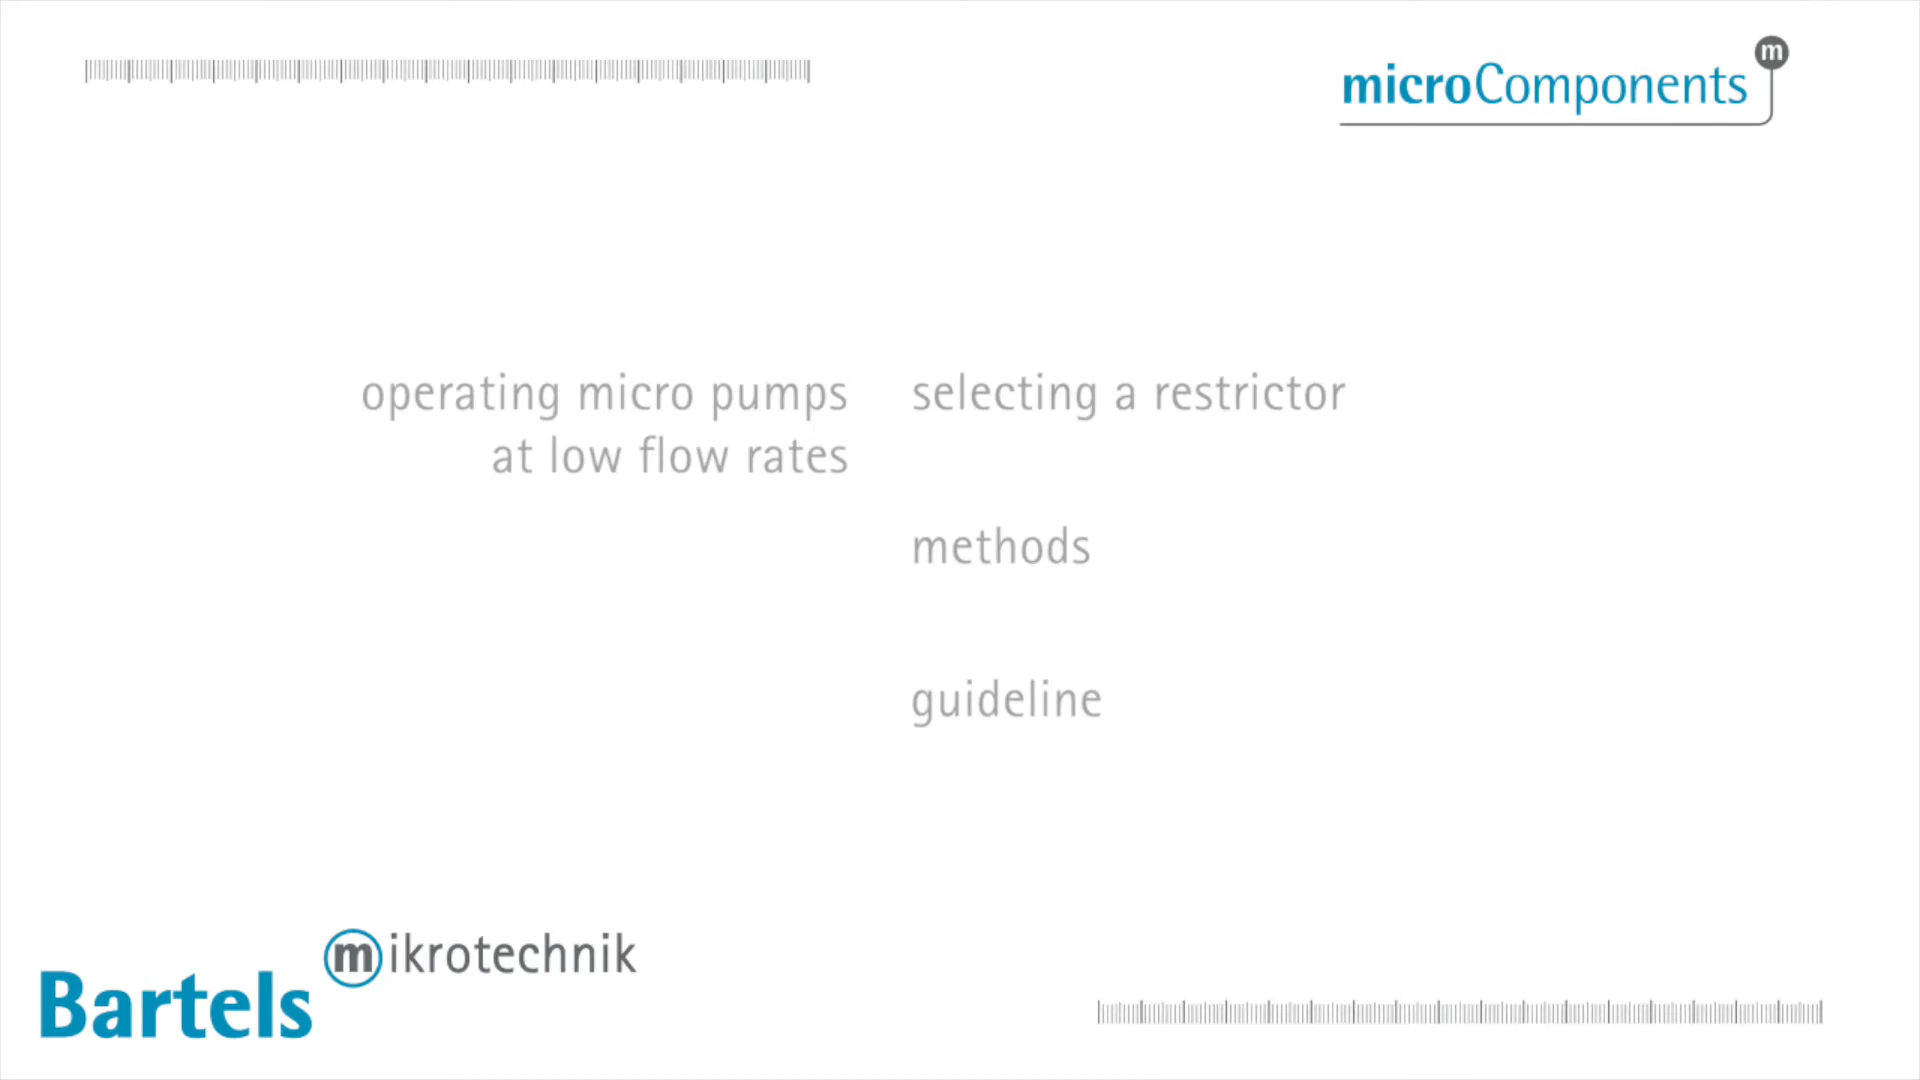 microComponents m
operating micro pumps
at low flow rates
selecting a restrictor
methods
guideline
Bartels mikrotechnik